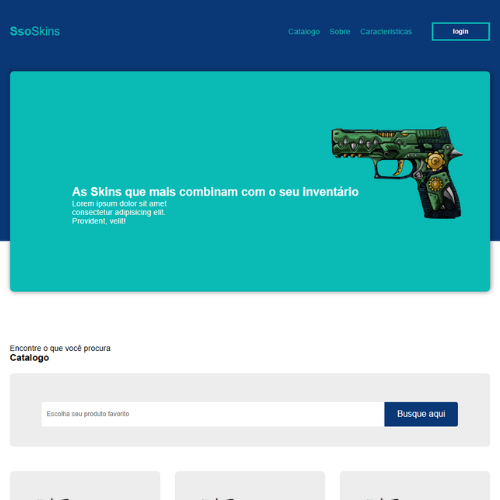 SsoSkins
Catalogo Sobre Caracteristicas login
As Skins que mais combinam com o seu inventário
Lorem ipsum dolor sit amet
consectetur adipisicing elit.
Provident, velit!
Encontre o que você procura
Catalogo
Escolha seu produto favorito
Busque aqui